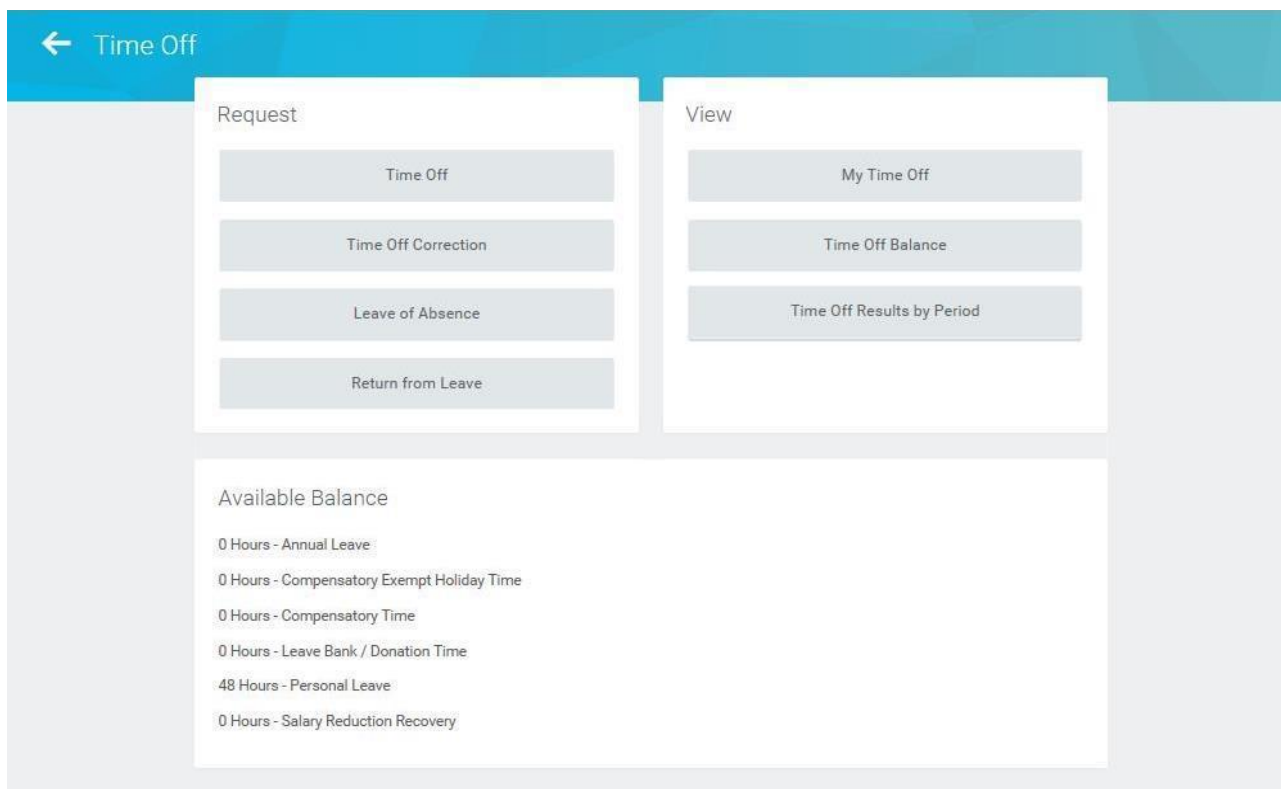 Time Off
Request
Time Off
Time Off Correction
Leave of Absence
Return from Leave
View
My Time Off
Time Off Balance
Time Off Results by Period
Available Balance
0 Hours - Annual Leave
0 Hours - Compensatory Exempt Holiday Time
0 Hours - Compensatory Time
0 Hours - Leave Bank / Donation Time
48 Hours - Personal Leave
0 Hours - Salary Reduction Recovery